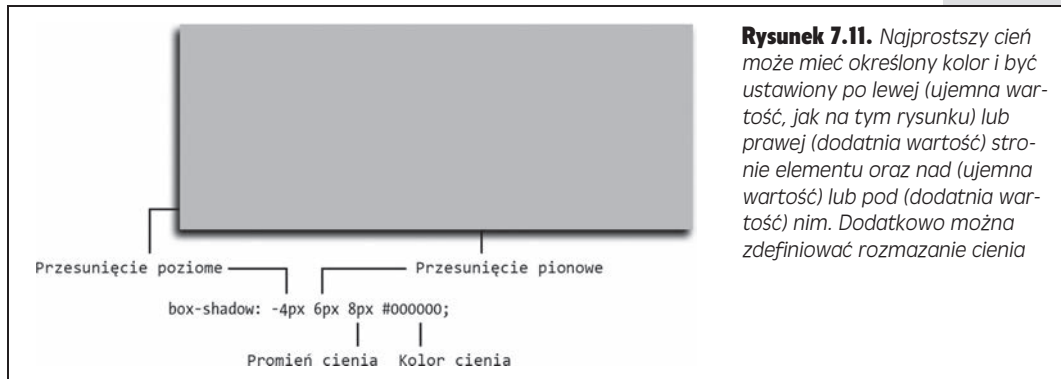 Rysunek 7.11. Najprostszy cień
może mieć określony kolor i być
ustawiony po lewej (ujemna war-
tość, jak na tym rysunku) lub
prawej (dodatnia wartość) stro-
nie elementu oraz nad (ujemna
wartość) lub pod (dodatnia war-
tość) nim. Dodatkowo można
zdefiniować rozmazanie cienia
Przesunięcie poziome
Przesunięcie pionowe
box-shadow: -4px 6px 8px #000000;
Promień cienia
Kolor cienia